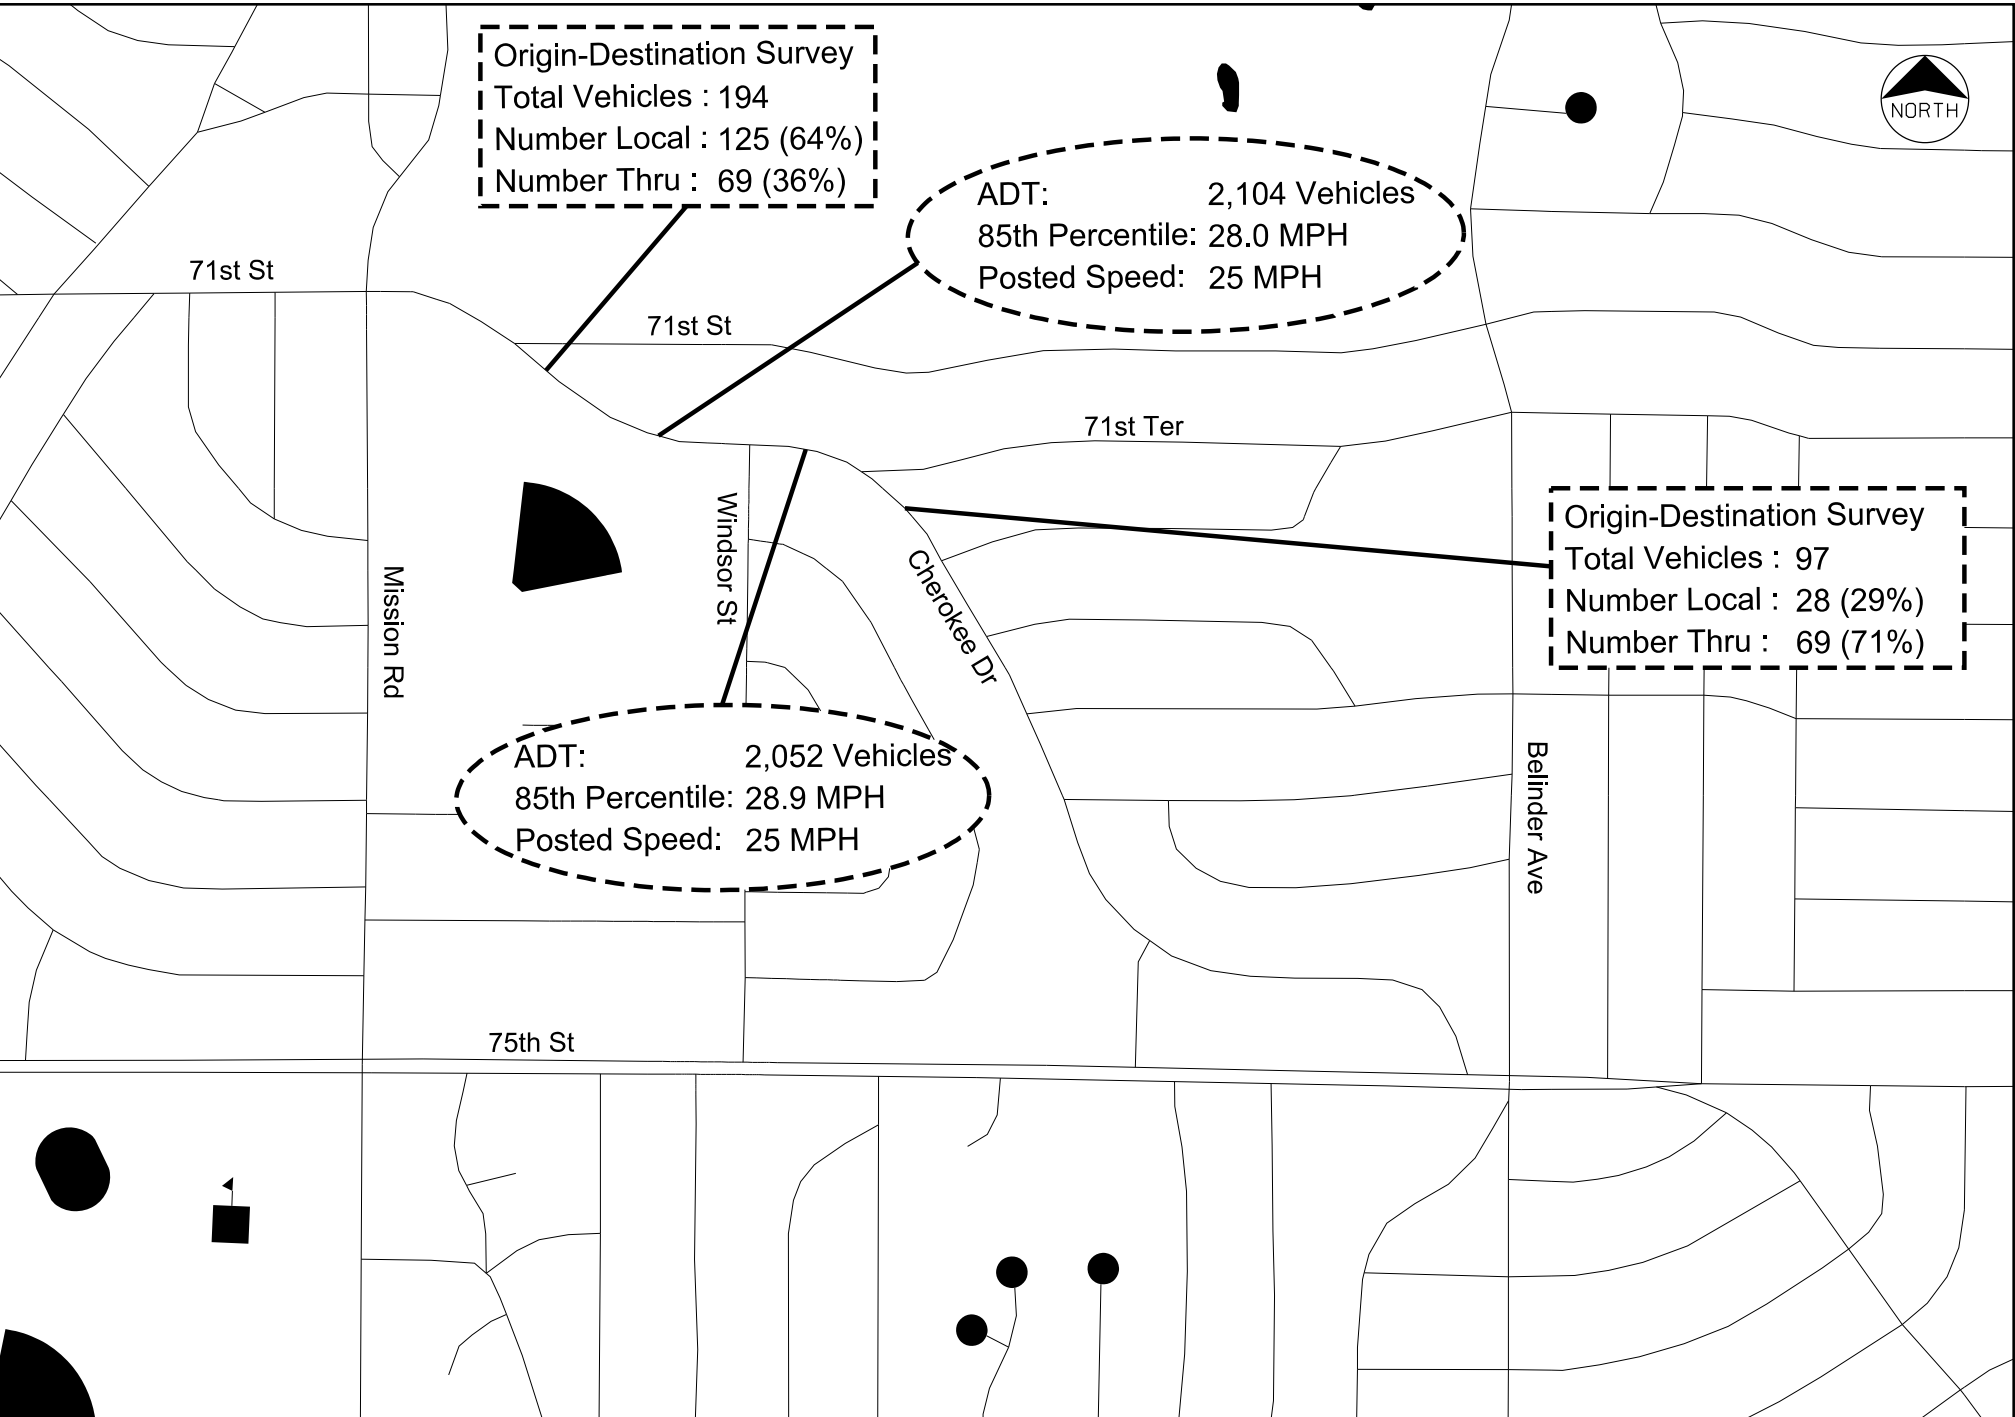 Origin-Destination Survey
Total Vehicles : 194
Number Local : 125 (64%)
Number Thru : 69 (36%)
NORTH
ADT: 2,104 Vehicles
85th Percentile: 28.0 MPH
Posted Speed: 25 MPH
71st St
71st St
71st Ter
Windsor St
Mission Rd
Cherokee Dr
Origin-Destination Survey
Total Vehicles : 97
Number Local : 28 (29%)
Number Thru : 69 (71%)
ADT: 2,052 Vehicles
85th Percentile: 28.9 MPH
Posted Speed: 25 MPH
Belinder Ave
75th St